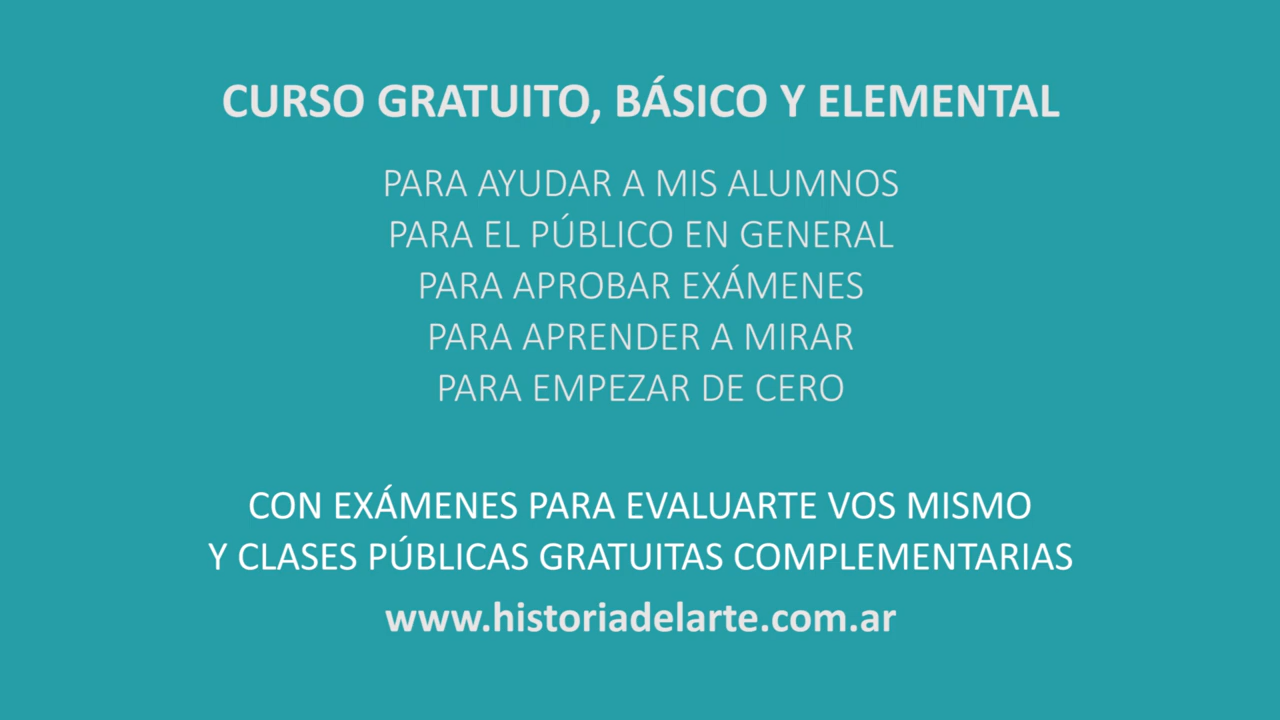 CURSO GRATUITO, BÁSICO Y ELEMENTAL
PARA AYUDAR A MIS ALUMNOS
PARA EL PÚBLICO EN GENERAL
PARA APROBAR EXÁMENES
PARA APRENDER A MIRAR
PARA EMPEZAR DE CERO
CON EXÁMENES PARA EVALUARTE VOS MISMO
Y CLASES PÚBLICAS GRATUITAS COMPLEMENTARIAS
www.historiadelarte.com.ar